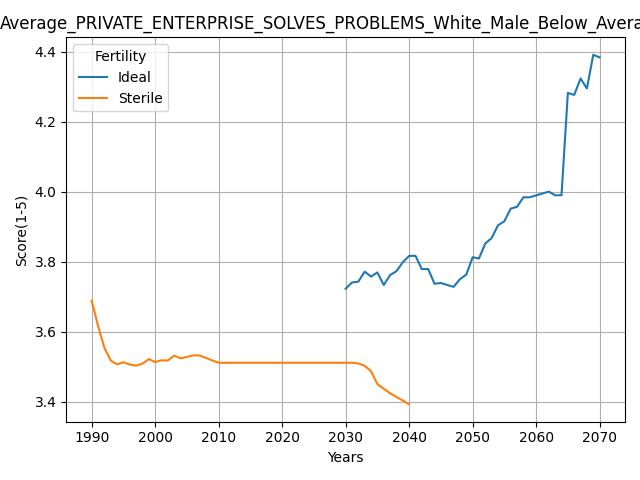 Average_PRIVATE_ENTERPRISE_SOLVES_PROBLEMS_White_Male_Below_Avera
Fertility
Ideal
Sterile
4.4
4.2
4.0
3.8
3.6
3.4
Score(1-5)
1990 2000 2010 2020 2030 2040 2050 2060 2070
Years